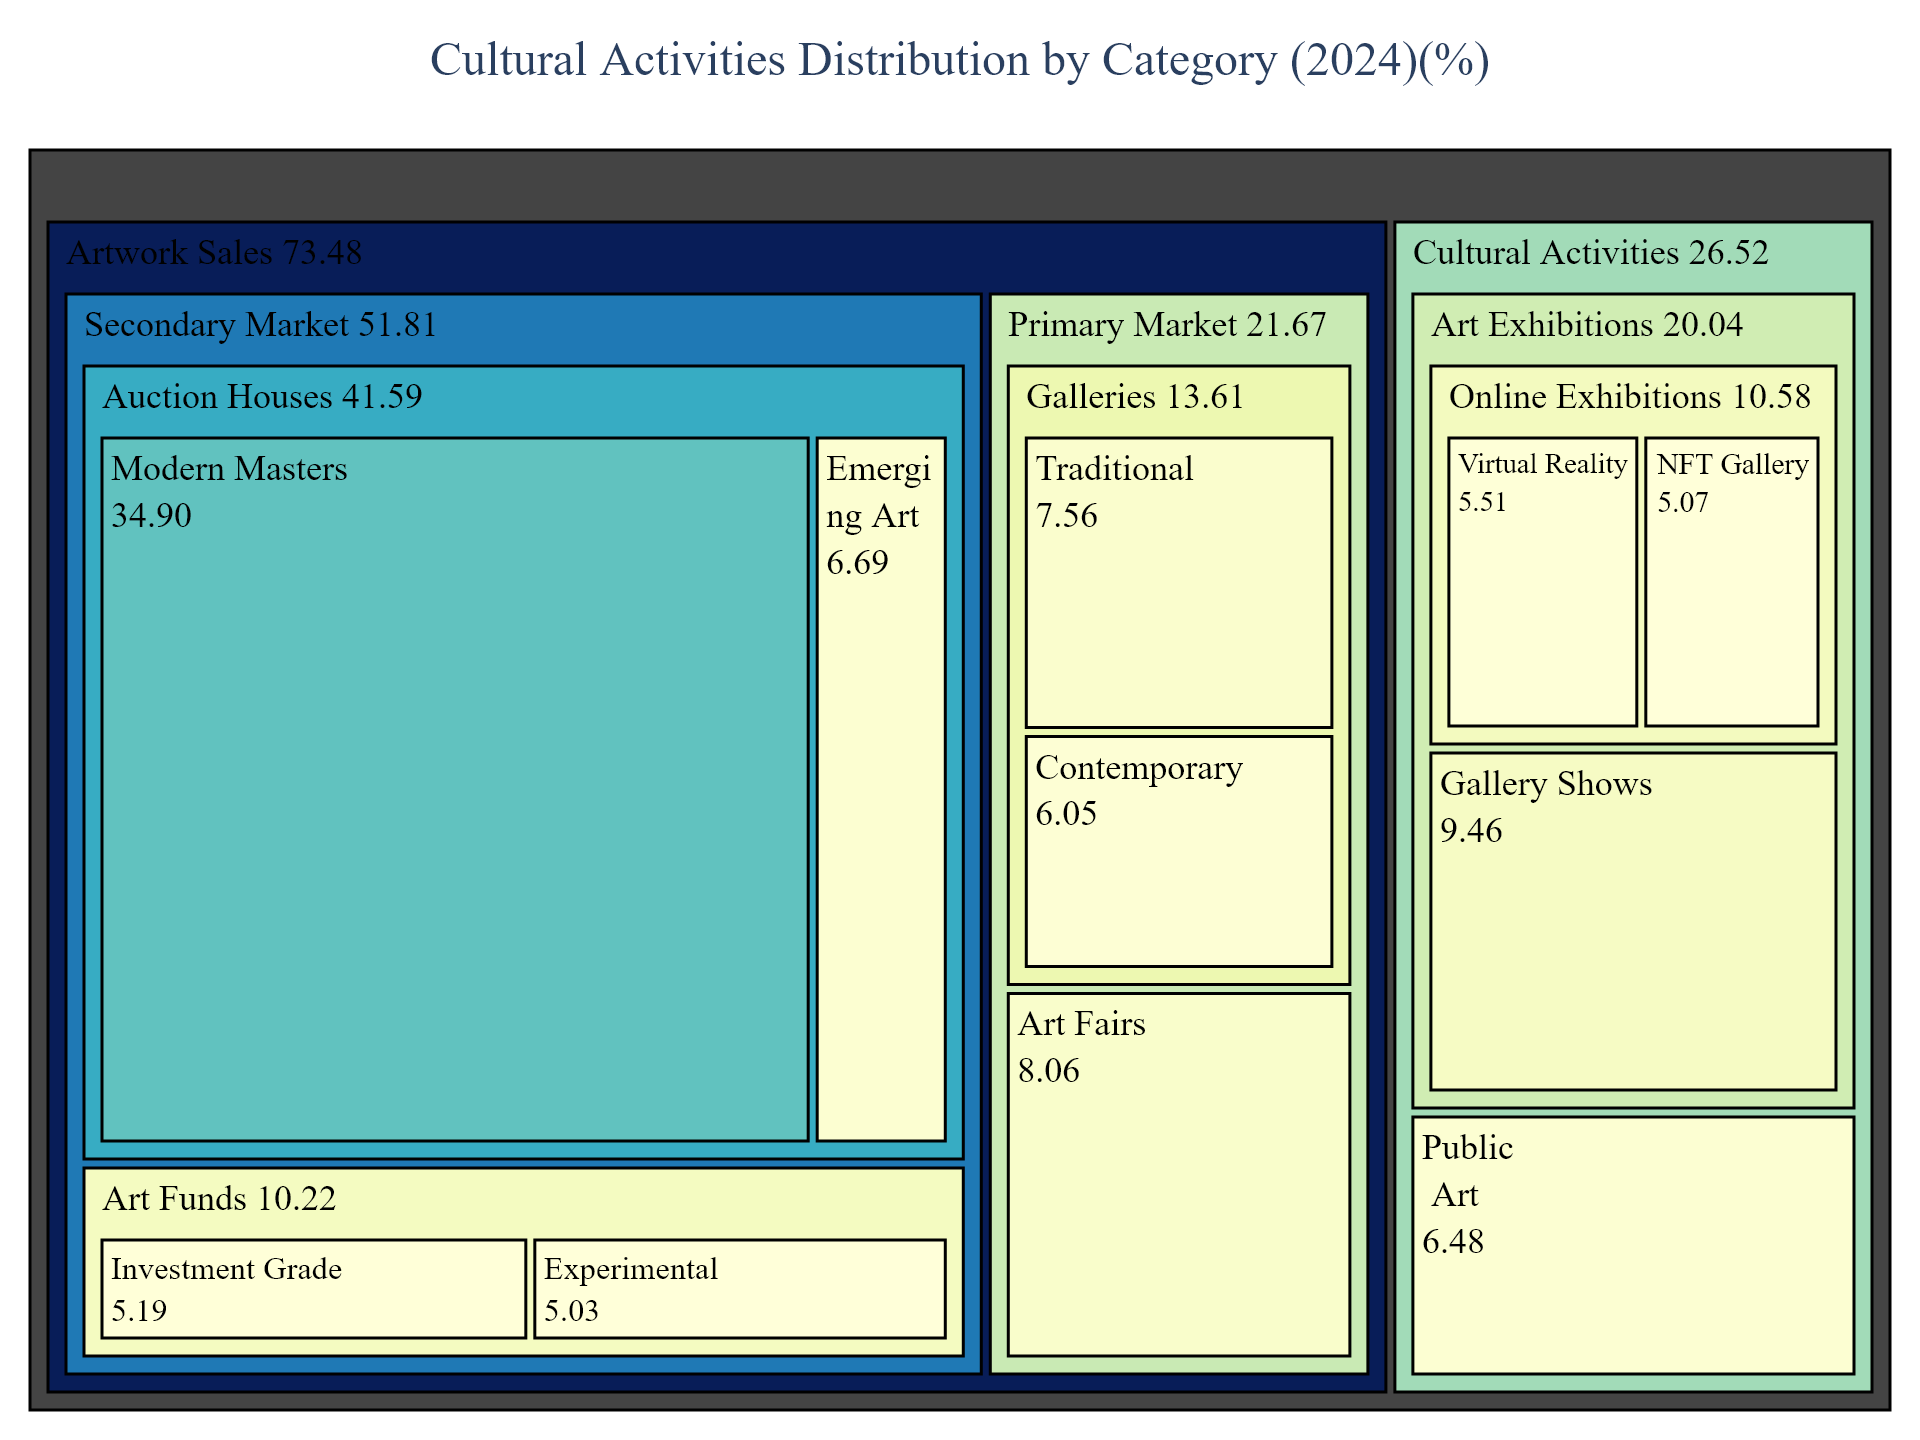 Cultural Activities Distribution by Category (2024)(%)
Artwork Sales 73.48
Secondary Market 51.81
Auction Houses 41.59
Modern Masters
34.90
Emergi
ng Art
6.69
Art Funds 10.22
Investment Grade
5.19
Experimental
5.03
Primary Market 21.67
Galleries 13.61
Traditional
7.56
Contemporary
6.05
Art Fairs
8.06
Cultural Activities 26.52
Art Exhibitions 20.04
Online Exhibitions 10.58
Virtual Reality
5.51
NFT Gallery
5.07
Gallery Shows
9.46
Public
Art
6.48